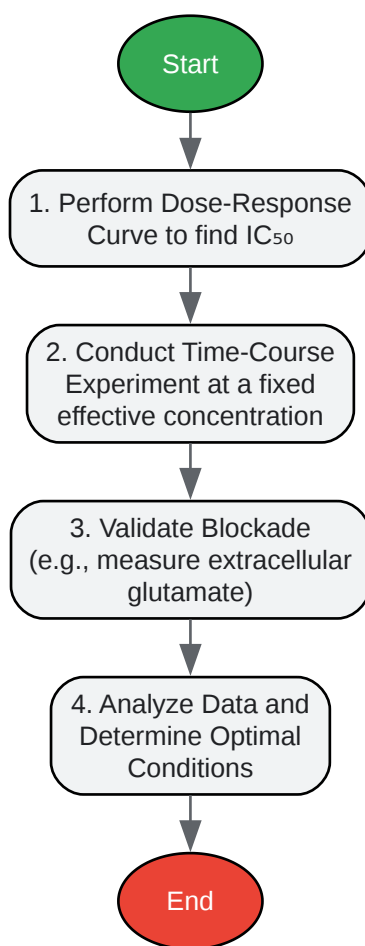 Start
1. Perform Dose-Response
Curve to find IC₅₀
2. Conduct Time-Course
Experiment at a fixed
effective concentration
3. Validate Blockade
(e.g., measure extracellular
glutamate)
4. Analyze Data and
Determine Optimal
Conditions
End